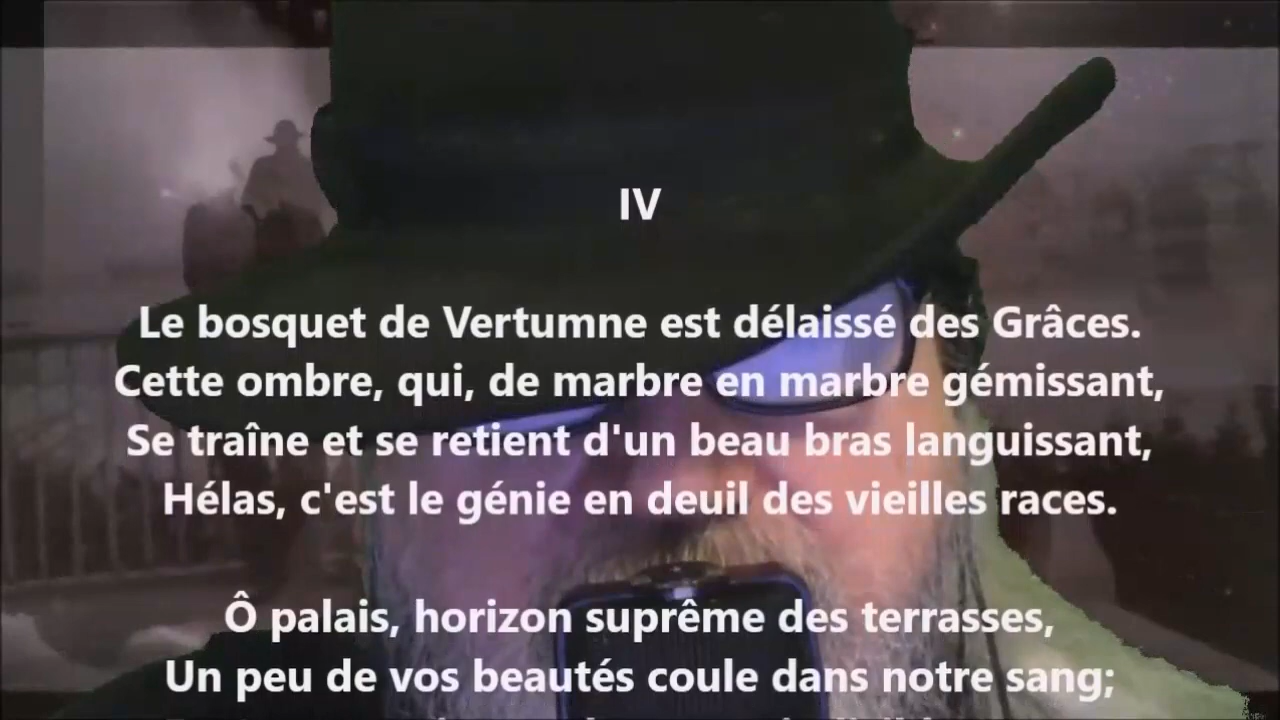 IV
Le bosquet de Vertumne est délaissé des Grâces.
Cette ombre, qui, de marbre en marbre gémissant,
Se traîne et se retient d'un beau bras languissant,
Hélas, c'est le génie en deuil des vieilles races.
Ô palais, horizon suprême des terrasses,
Un peu de vos beautés coule dans notre sang;